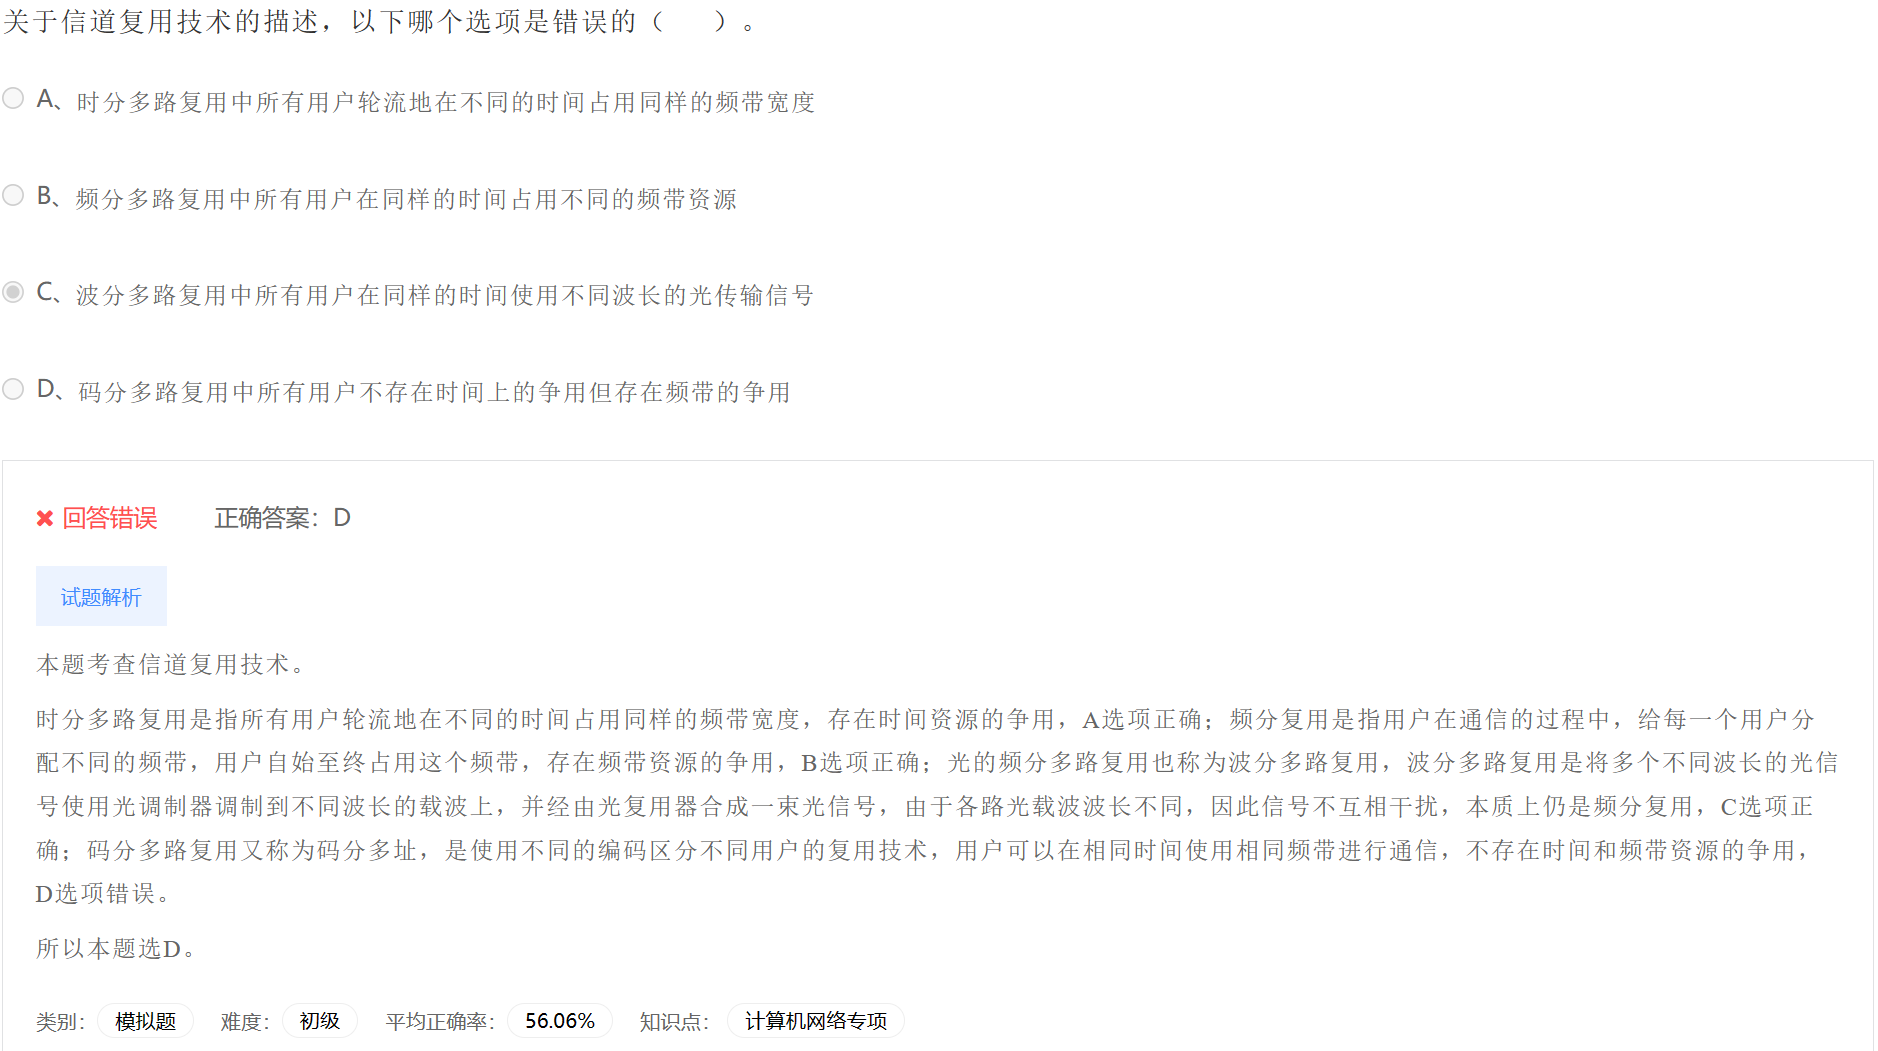 关于信道复用技术的描述，以下哪个选项是错误的（　　）。
A、时分多路复用中所有用户轮流地在不同的时间占用同样的频带宽度
B、频分多路复用中所有用户在同样的时间占用不同的频带资源
C、波分多路复用中所有用户在同样的时间使用不同波长的光传输信号
D、码分多路复用中所有用户不存在时间上的争用但存在频带的争用
回答错误　正确答案：D
试题解析
本题考查信道复用技术。
时分多路复用是指所有用户轮流地在不同的时间占用同样的频带宽度，存在时间资源的争用，A选项正确；频分复用是指用户在通信的过程中，给每一个用户分
配不同的频带，用户自始至终占用这个频带，存在频带资源的争用，B选项正确；光的频分多路复用也称为波分多路复用，波分多路复用是将多个不同波长的光信
号使用光调制器调制到不同波长的载波上，并经由光复用器合成一束光信号，由于各路光载波波长不同，因此信号不互相干扰，本质上仍是频分复用，C选项正
确；码分多路复用又称为码分多址，是使用不同的编码区分不同用户的复用技术，用户可以在相同时间使用相同频带进行通信，不存在时间和频带资源的争用，
D选项错误。
所以本题选D。
类别：模拟题　难度：初级　平均正确率：56.06%　知识点：计算机网络专项